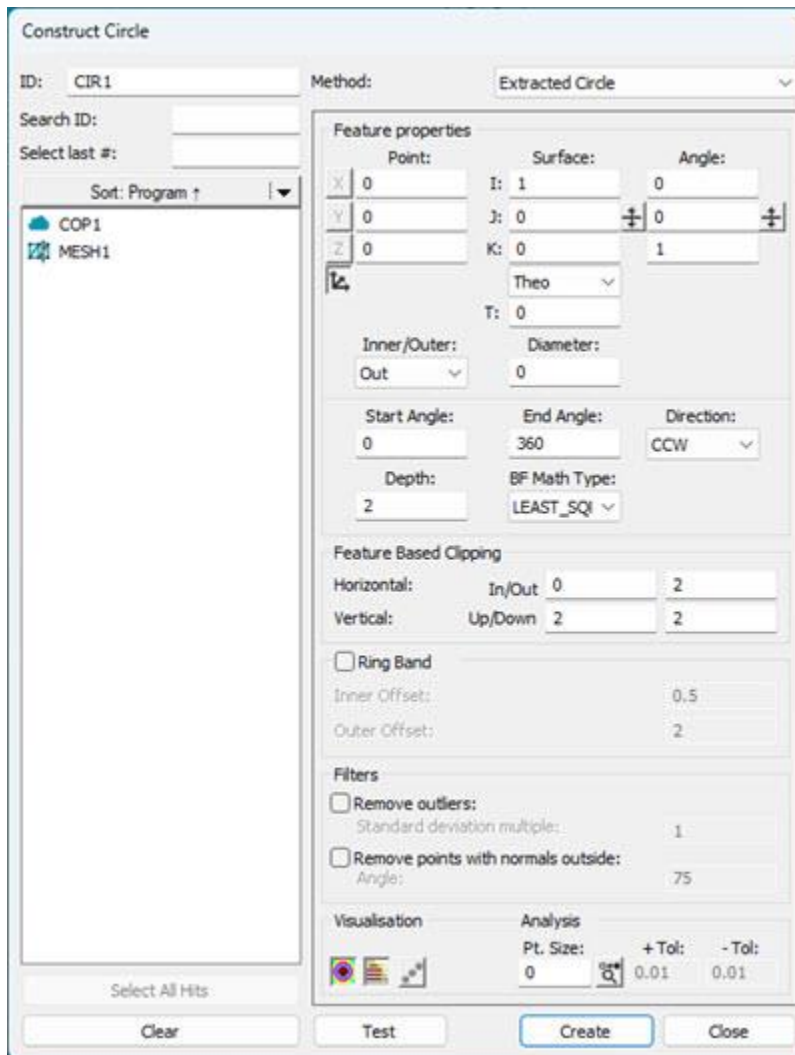 Construct Circle
ID: CIR1 Method: Extracted Circle
Search ID:
Select last #:
Sort: Program ↑
COP1
MESH1
Select All Hits
Clear
Feature properties
Point: Surface: Angle:
X 0 I: 1 0
Y 0 J: 0 0
Z 0 K: 0 1
Theo
T: 0
Inner/Outer: Diameter:
Out 0
Start Angle: End Angle: Direction:
0 360 CCW
Depth: BF Math Type:
2 LEAST_SQI
Feature Based Clipping
Horizontal: In/Out 0 2
Vertical: Up/Down 2 2
Ring Band
Inner Offset: 0.5
Outer Offset: 2
Filters
Remove outliers:
Standard deviation multiple: 1
Remove points with normals outside:
Angle: 75
Visualisation Analysis
Pt. Size: + Tol: - Tol:
0 0.01 0.01
Test Create Close